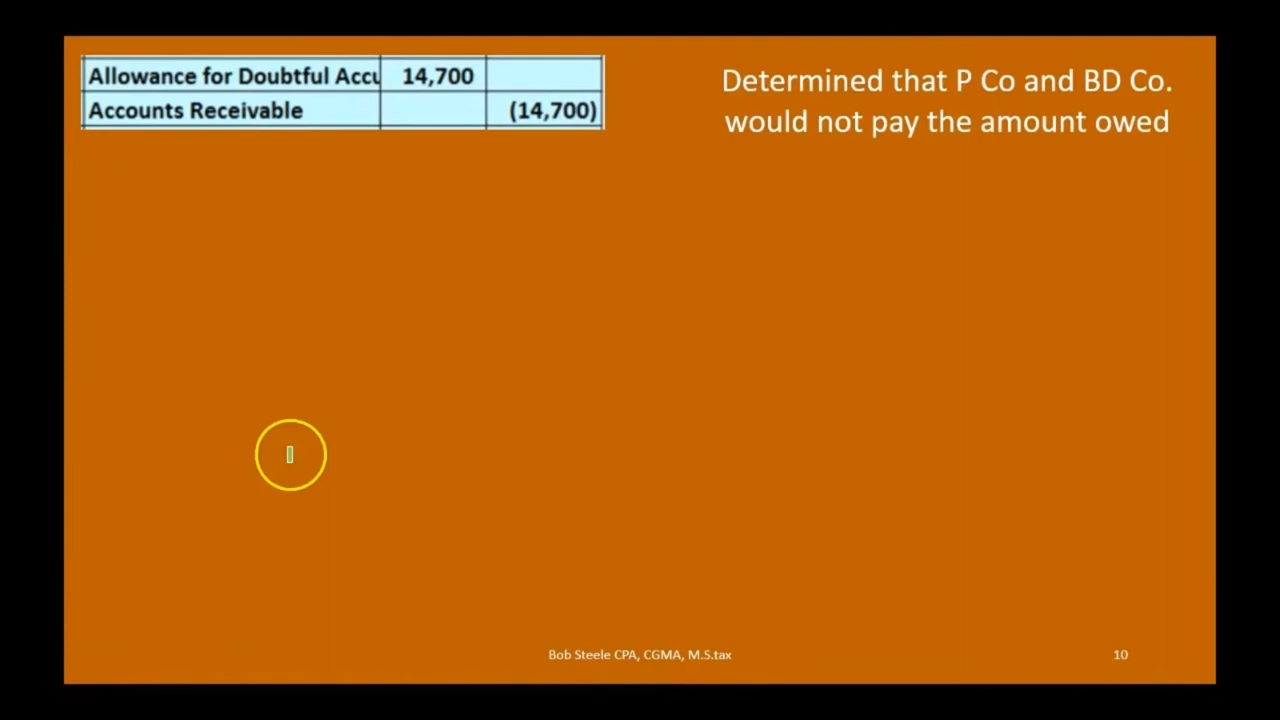 Allowance for Doubtful Accu 14,700
Accounts Receivable (14,700)
Determined that P Co and BD Co.
would not pay the amount owed
Bob Steele CPA, CGMA, M.S.tax 10